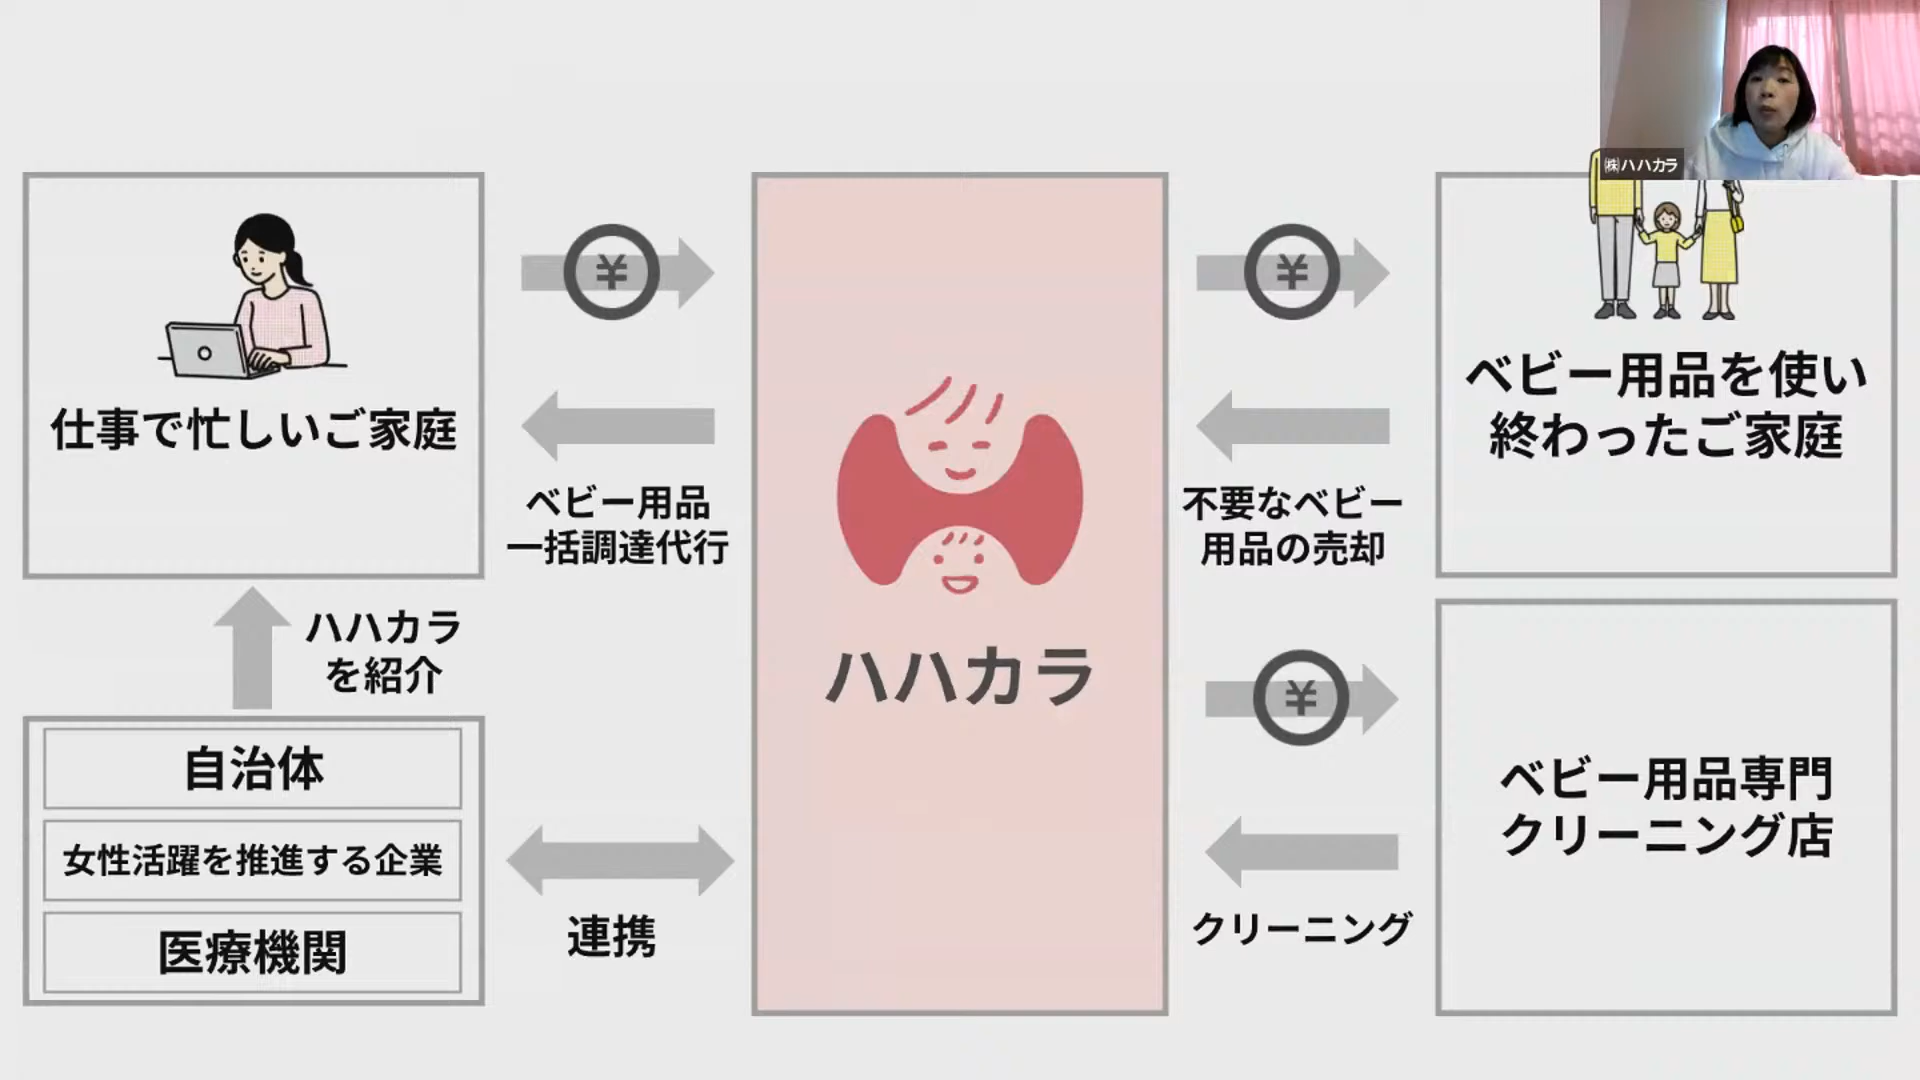 ㈱ハハカラ
仕事で忙しいご家庭
¥
ベビー用品
一括調達代行
ハハカラ
を紹介
自治体
女性活躍を推進する企業
医療機関
連携
ハハカラ
¥
不要なベビー
用品の売却
ベビー用品を使い
終わったご家庭
¥
クリーニング
ベビー用品専門
クリーニング店